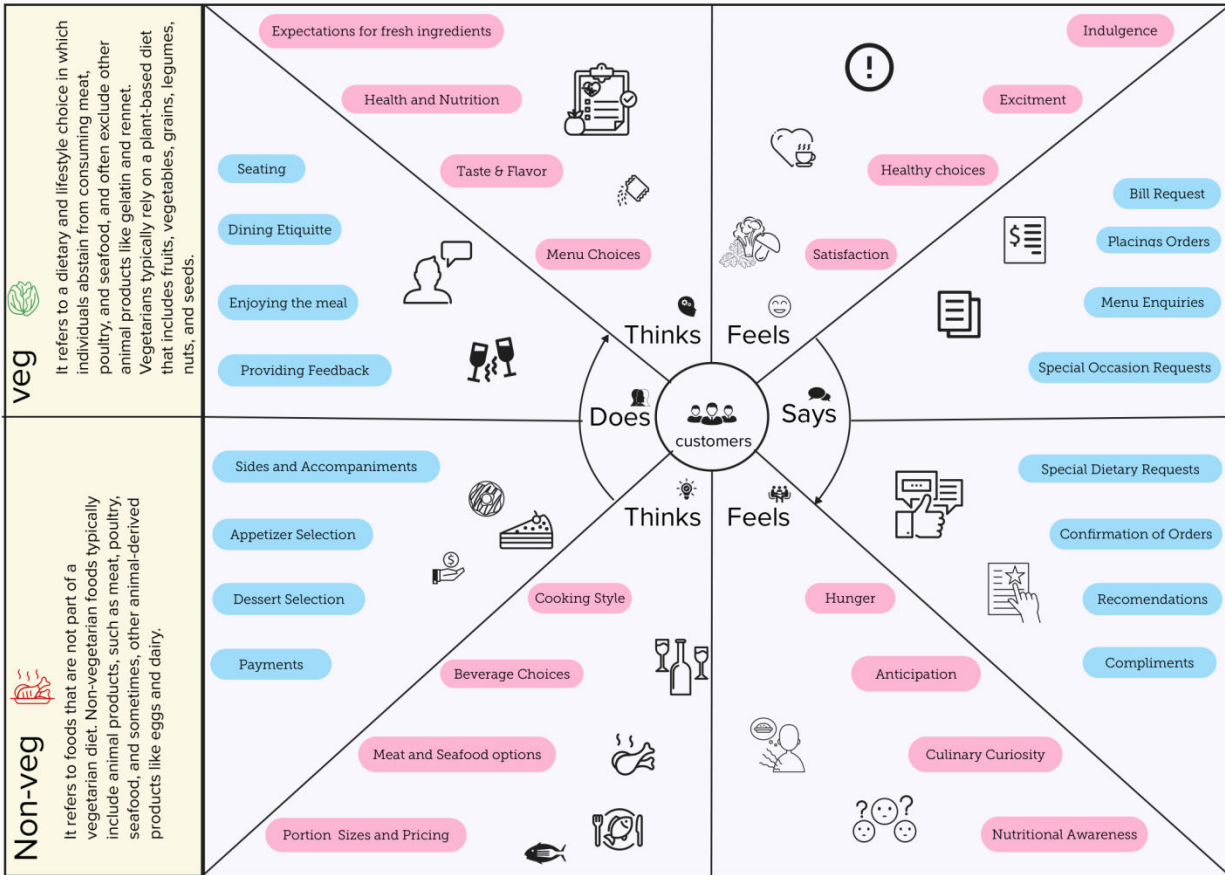 veg
It refers to a dietary and lifestyle choice in which
individuals abstain from consuming meat,
poultry, and seafood, and often exclude other
animal products like gelatin and rennet.
Vegetarians typically rely on a plant-based diet
that includes fruits, vegetables, grains, legumes,
nuts, and seeds.
Expectations for fresh ingredients
Health and Nutrition
Taste & Flavor
Menu Choices
Thinks
Indulgence
Excitment
Healthy choices
Satisfaction
Feels
Seating
Dining Etiquitte
Enjoying the meal
Providing Feedback
Does
customers
Says
Bill Request
Placings Orders
Menu Enquiries
Special Occasion Requests
Non-veg
It refers to foods that are not part of a
vegetarian diet. Non-vegetarian foods typically
include animal products, such as meat, poultry,
seafood, and sometimes, other animal-derived
products like eggs and dairy.
Sides and Accompaniments
Appetizer Selection
Dessert Selection
Payments
Thinks
Cooking Style
Beverage Choices
Meat and Seafood options
Portion Sizes and Pricing
Feels
Hunger
Anticipation
Culinary Curiosity
Nutritional Awareness
Special Dietary Requests
Confirmation of Orders
Recomendations
Compliments